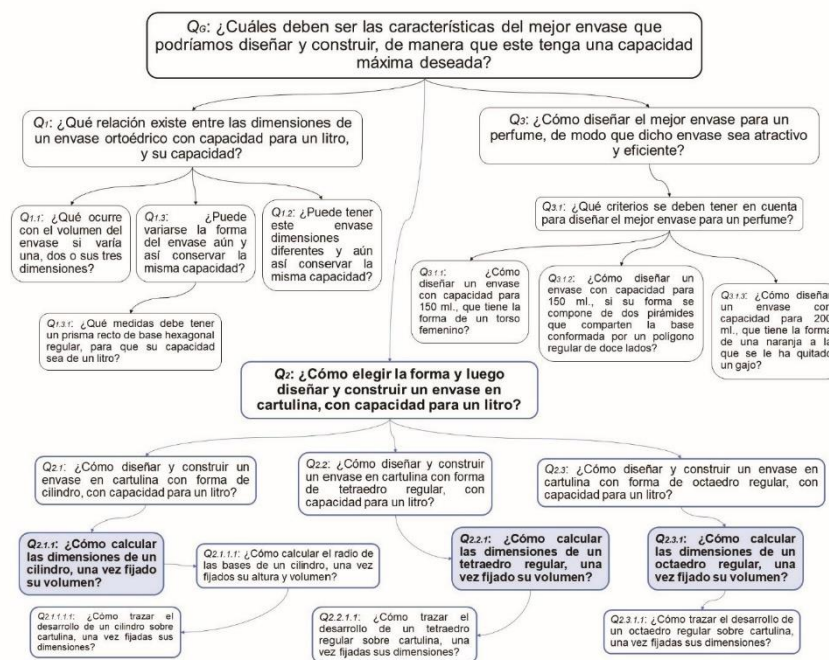 QG: ¿Cuáles deben ser las características del mejor envase que
podríamos diseñar y construir, de manera que este tenga una capacidad
máxima deseada?
Q1: ¿Qué relación existe entre las dimensiones de
un envase ortoédrico con capacidad para un litro,
y su capacidad?
Q3: ¿Cómo diseñar el mejor envase para un
perfume, de modo que dicho envase sea atractivo
y eficiente?
Q1.1: ¿Qué ocurre
con el volumen del
envase si varía
una, dos o sus tres
dimensiones?
Q1.3: ¿Puede
variarse la forma
del envase aún y
así conservar la
misma capacidad?
Q1.2: ¿Puede tener
este envase
dimensiones
diferentes y aún
así conservar la
misma capacidad?
Q3.1: ¿Qué criterios se deben tener en cuenta
para diseñar el mejor envase para un perfume?
Q3.1.1: ¿Cómo
diseñar un envase
con capacidad para
150 ml., que tiene la
forma de un torso
femenino?
Q3.1.2: ¿Cómo diseñar un
envase con capacidad para
150 ml., si su forma se
compone de dos pirámides
que comparten la base
conformada por un polígono
regular de doce lados?
Q3.1.3: ¿Cómo diseñar
un envase con
capacidad para 200
ml., que tiene la forma
de una naranja a la
que se le ha quitado
un gajo?
Q1.3.1: ¿Qué medidas debe tener
un prisma recto de base hexagonal
regular, para que su capacidad
sea de un litro?
Q2: ¿Cómo elegir la forma y luego
diseñar y construir un envase en
cartulina, con capacidad para un litro?
Q2.1: ¿Cómo diseñar y construir un
envase en cartulina con forma de
cilindro, con capacidad para un litro?
Q2.2: ¿Cómo diseñar y construir
un envase en cartulina con forma
de tetraedro regular, con
capacidad para un litro?
Q2.3: ¿Cómo diseñar y construir un envase en
cartulina con forma de octaedro regular, con
capacidad para un litro?
Q2.1.1: ¿Cómo calcular
las dimensiones de un
cilindro, una vez fijado
su volumen?
Q2.1.1.1: ¿Cómo calcular el radio de
las bases de un cilindro, una vez
fijados su altura y volumen?
Q2.2.1: ¿Cómo calcular
las dimensiones de un
tetraedro regular, una
vez fijado su volumen?
Q2.3.1: ¿Cómo calcular
las dimensiones de un
octaedro regular, una
vez fijado su volumen?
Q2.1.1.1.1: ¿Cómo trazar el
desarrollo de un cilindro sobre
cartulina, una vez fijadas sus
dimensiones?
Q2.2.1.1: ¿Cómo trazar el
desarrollo de un tetraedro
regular sobre cartulina, una
vez fijadas sus dimensiones?
Q2.3.1.1: ¿Cómo trazar el desarrollo de
un octaedro regular sobre cartulina,
una vez fijadas sus dimensiones?